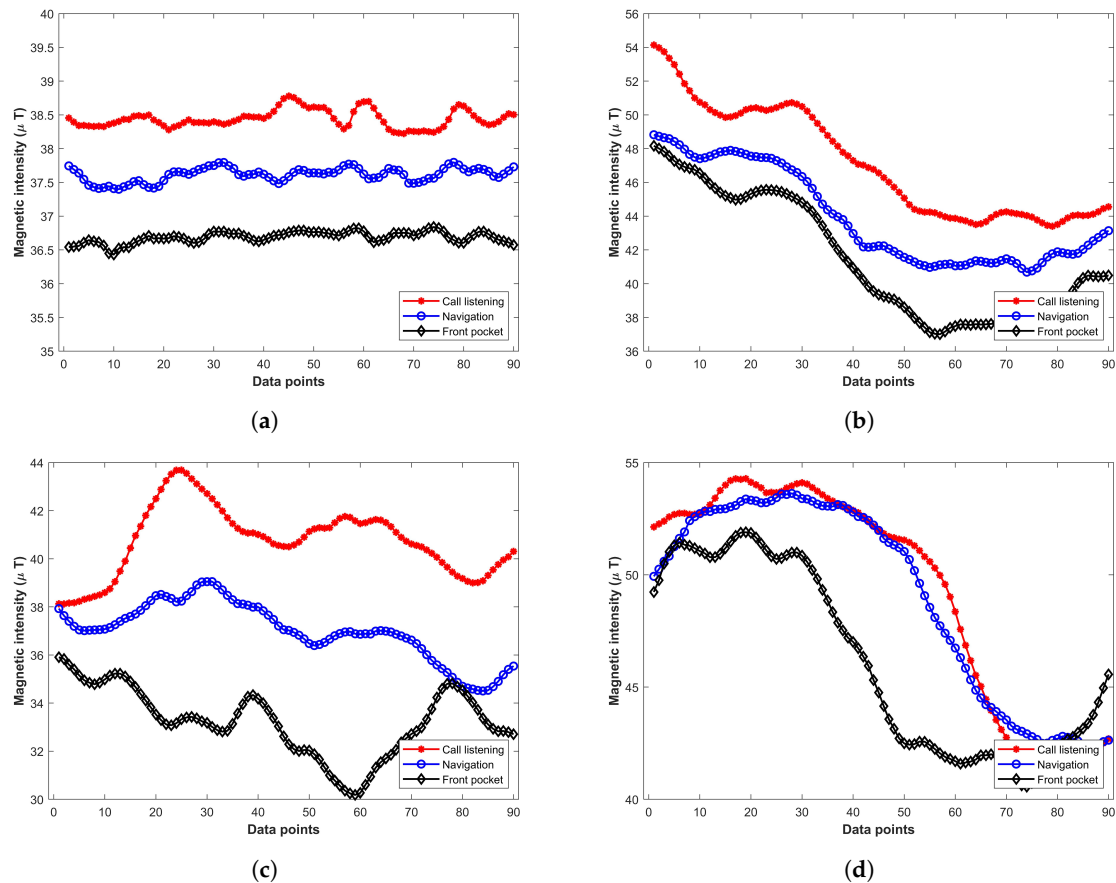 40
39.5
39
38.5
38
37.5
37
36.5
36
35.5
35
Magnetic intensity (μ T)
0 10 20 30 40 50 60 70 80 90
Data points
Call listening
Navigation
Front pocket
(a)
56
54
52
50
48
46
44
42
40
38
36
Magnetic intensity (μ T)
0 10 20 30 40 50 60 70 80 90
Data points
Call listening
Navigation
Front pocket
(b)
44
42
40
38
36
34
32
30
Magnetic intensity (μ T)
0 10 20 30 40 50 60 70 80 90
Data points
Call listening
Navigation
Front pocket
(c)
55
50
45
40
Magnetic intensity (μ T)
0 10 20 30 40 50 60 70 80 90
Data points
Call listening
Navigation
Front pocket
(d)